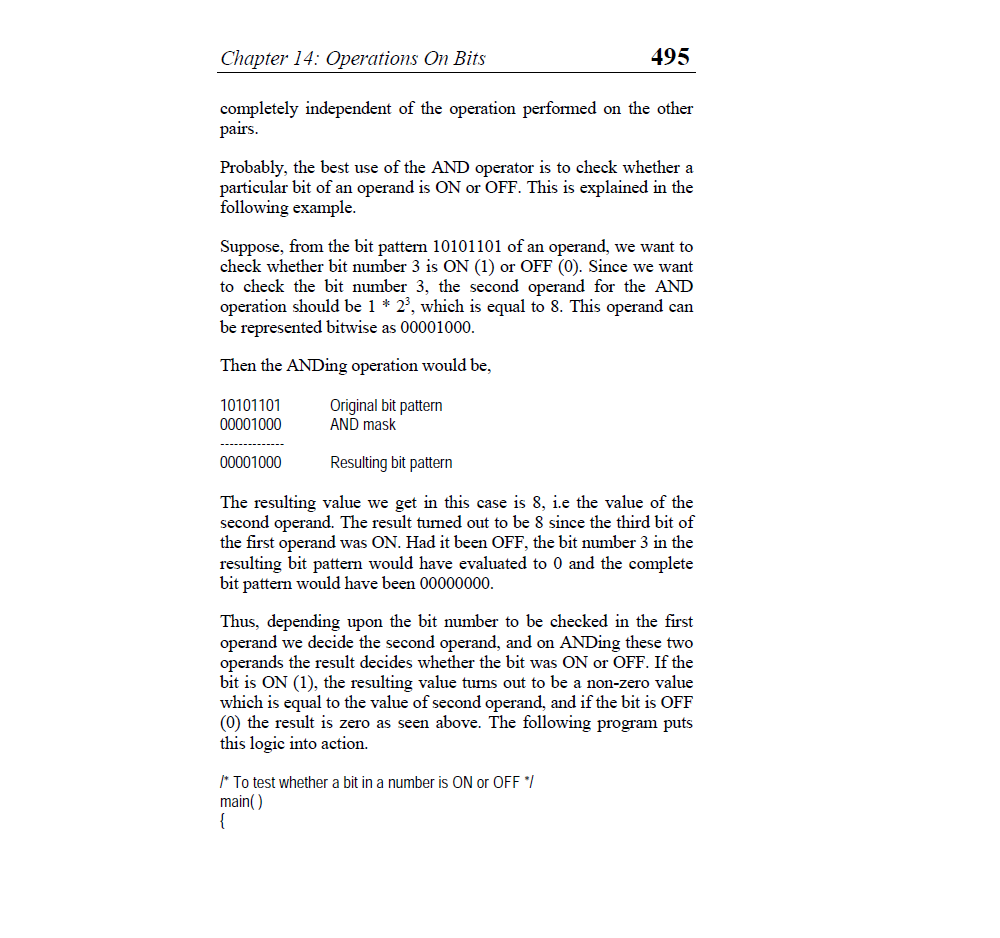 Chapter 14: Operations On Bits 495
completely independent of the operation performed on the other
pairs.
Probably, the best use of the AND operator is to check whether a
particular bit of an operand is ON or OFF. This is explained in the
following example.
Suppose, from the bit pattern 10101101 of an operand, we want to
check whether bit number 3 is ON (1) or OFF (0). Since we want
to check the bit number 3, the second operand for the AND
operation should be 1 * 2³, which is equal to 8. This operand can
be represented bitwise as 00001000.
Then the ANDing operation would be,
10101101 Original bit pattern
00001000 AND mask
--------------
00001000 Resulting bit pattern
The resulting value we get in this case is 8, i.e the value of the
second operand. The result turned out to be 8 since the third bit of
the first operand was ON. Had it been OFF, the bit number 3 in the
resulting bit pattern would have evaluated to 0 and the complete
bit pattern would have been 00000000.
Thus, depending upon the bit number to be checked in the first
operand we decide the second operand, and on ANDing these two
operands the result decides whether the bit was ON or OFF. If the
bit is ON (1), the resulting value turns out to be a non-zero value
which is equal to the value of second operand, and if the bit is OFF
(0) the result is zero as seen above. The following program puts
this logic into action.
/* To test whether a bit in a number is ON or OFF */
main( )
{